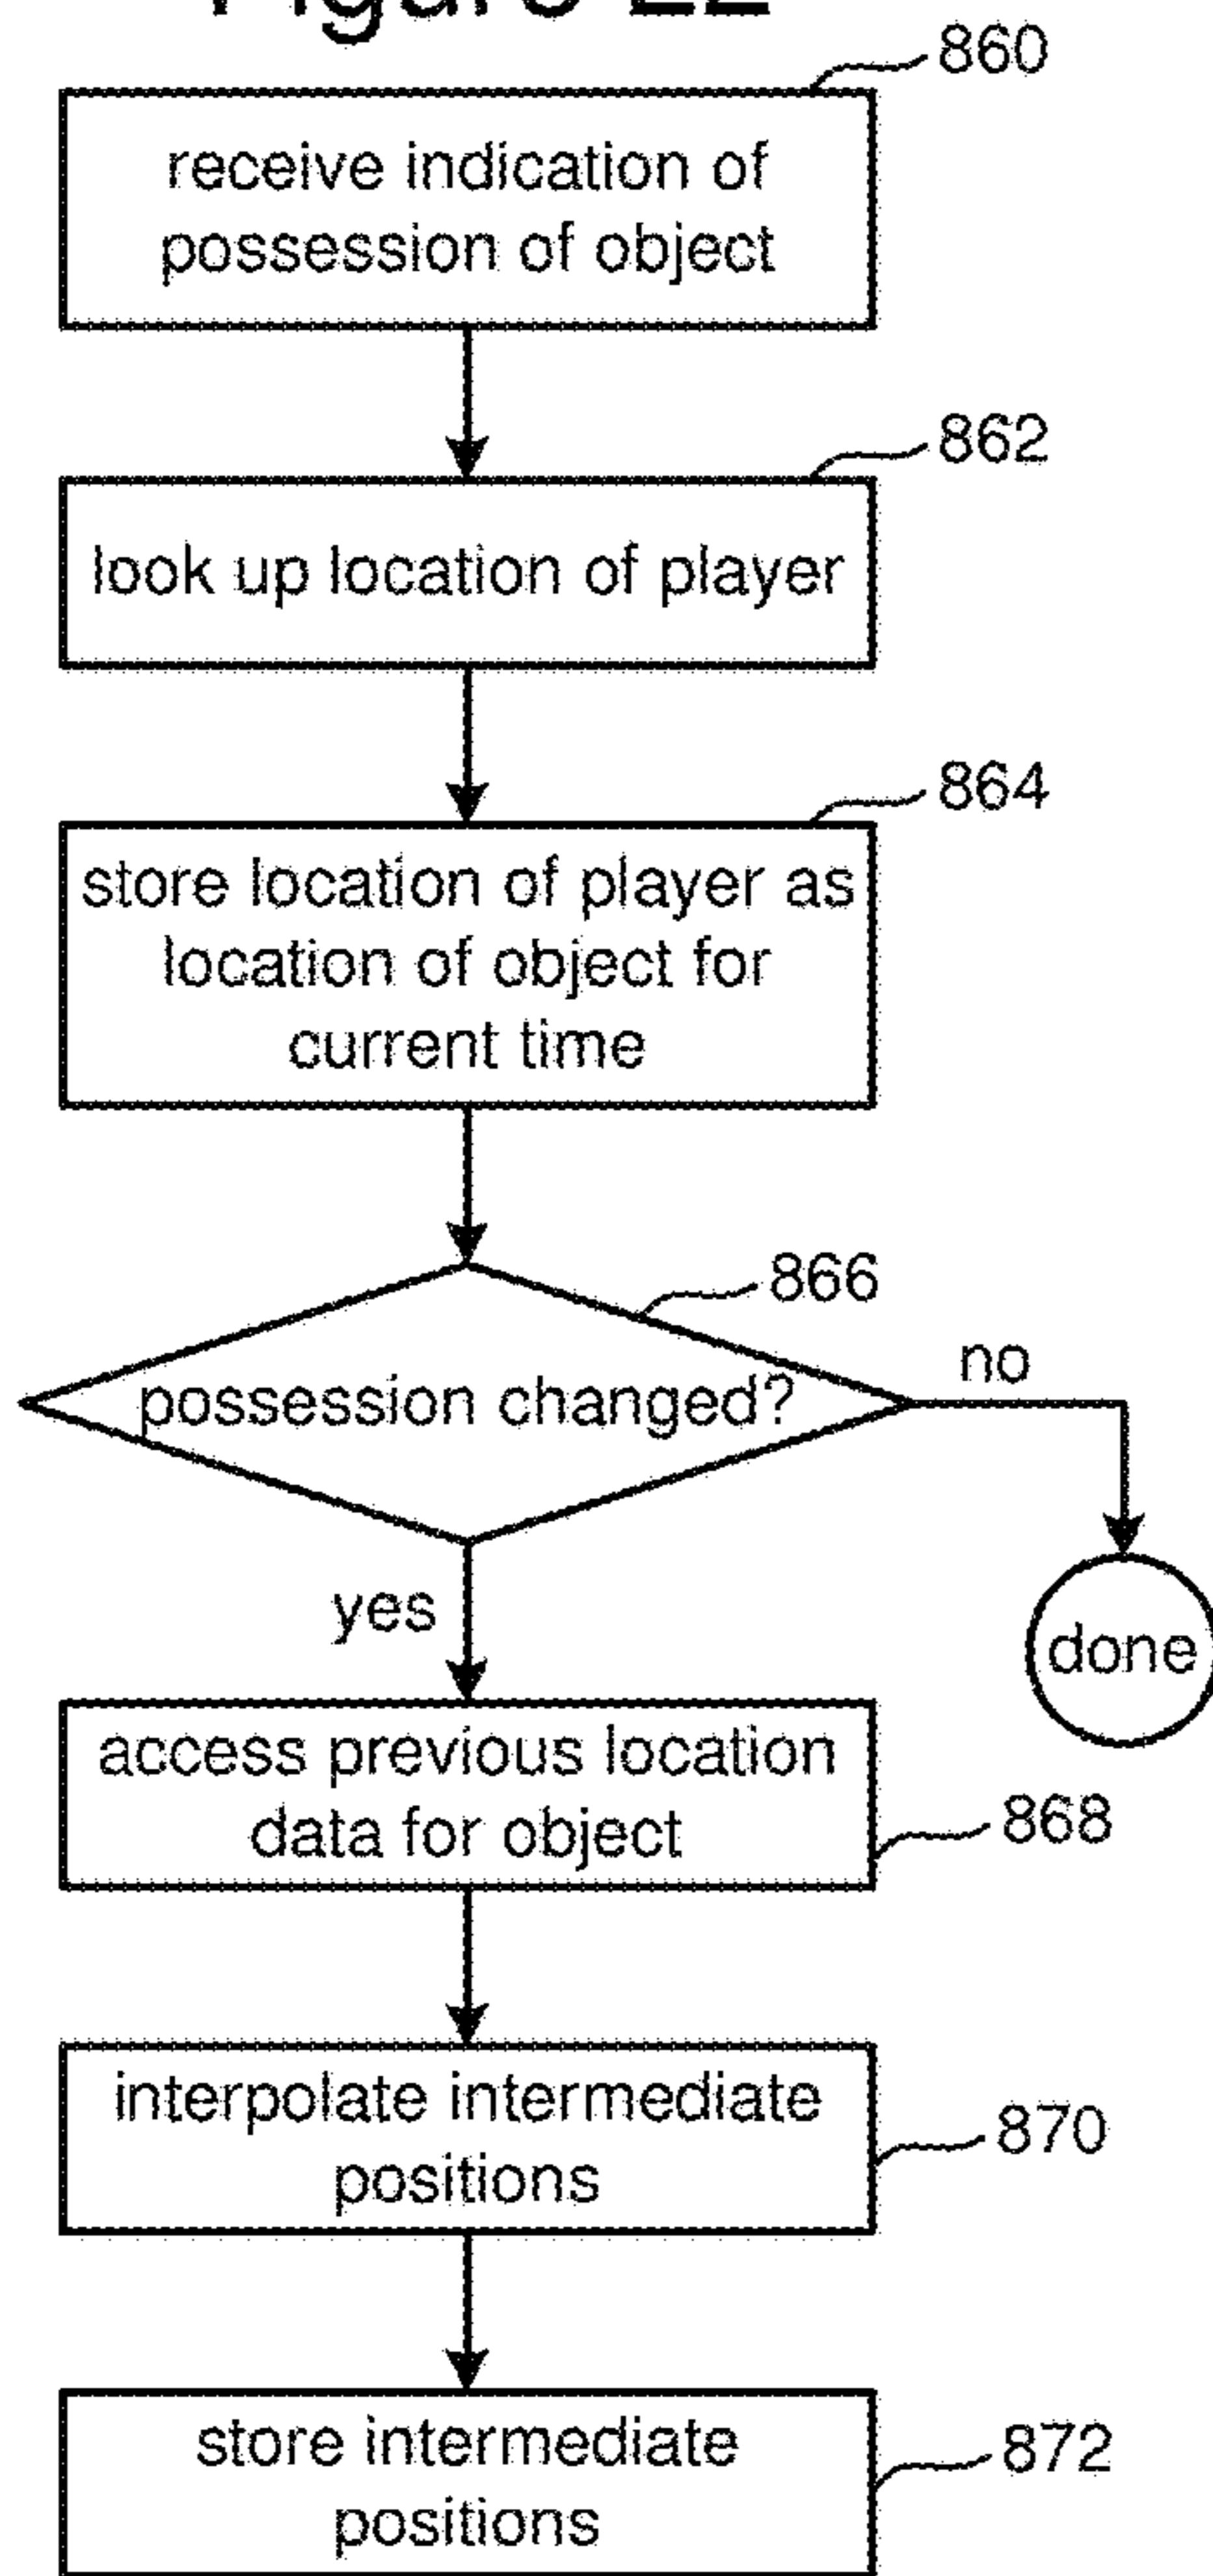 Figure 22
860
receive indication of
possession of object
862
look up location of player
864
store location of player as
location of object for
current time
866
possession changed?
no
yes
done
access previous location
data for object
868
interpolate intermediate
positions
870
store intermediate
positions
872